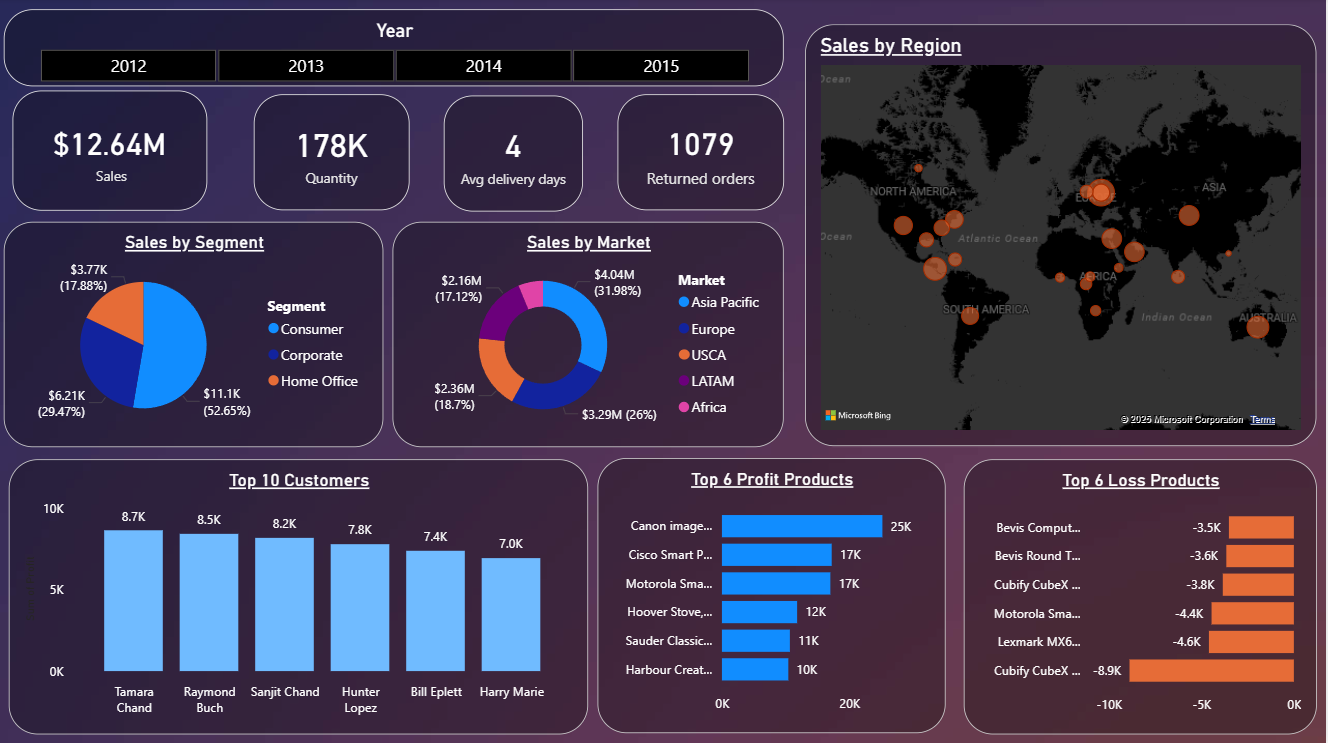 Year
2012
2013
2014
2015
$12.64M
Sales
178K
Quantity
4
Avg delivery days
1079
Returned orders
Sales by Segment
$3.77K
(17.88%)
$6.21K
(29.47%)
$11.1K
(52.65%)
Segment
Consumer
Corporate
Home Office
Sales by Market
$2.16M
(17.12%)
$4.04M
(31.98%)
$2.36M
(18.7%)
$3.29M (26%)
Market
Asia Pacific
Europe
USCA
LATAM
Africa
Sales by Region
Ocean
NORTH AMERICA
EUROPE
ASIA
Ocean
Atlantic Ocean
AFRICA
SOUTH AMERICA
Indian Ocean
AUSTRALIA
Microsoft Bing
© 2025 Microsoft Corporation Terms
Top 10 Customers
10K
5K
0K
8.7K
8.5K
8.2K
7.8K
7.4K
7.0K
Tamara
Chand
Raymond
Buch
Sanjit Chand
Hunter
Lopez
Bill Eplett
Harry Marie
Top 6 Profit Products
Canon image... 25K
Cisco Smart P... 17K
Motorola Sma... 17K
Hoover Stove,... 12K
Sauder Classic... 11K
Harbour Creat... 10K
0K 20K
Top 6 Loss Products
Bevis Comput... -3.5K
Bevis Round T... -3.6K
Cubify CubeX ... -3.8K
Motorola Sma... -4.4K
Lexmark MX6... -4.6K
Cubify CubeX ... -8.9K
-10K -5K 0K